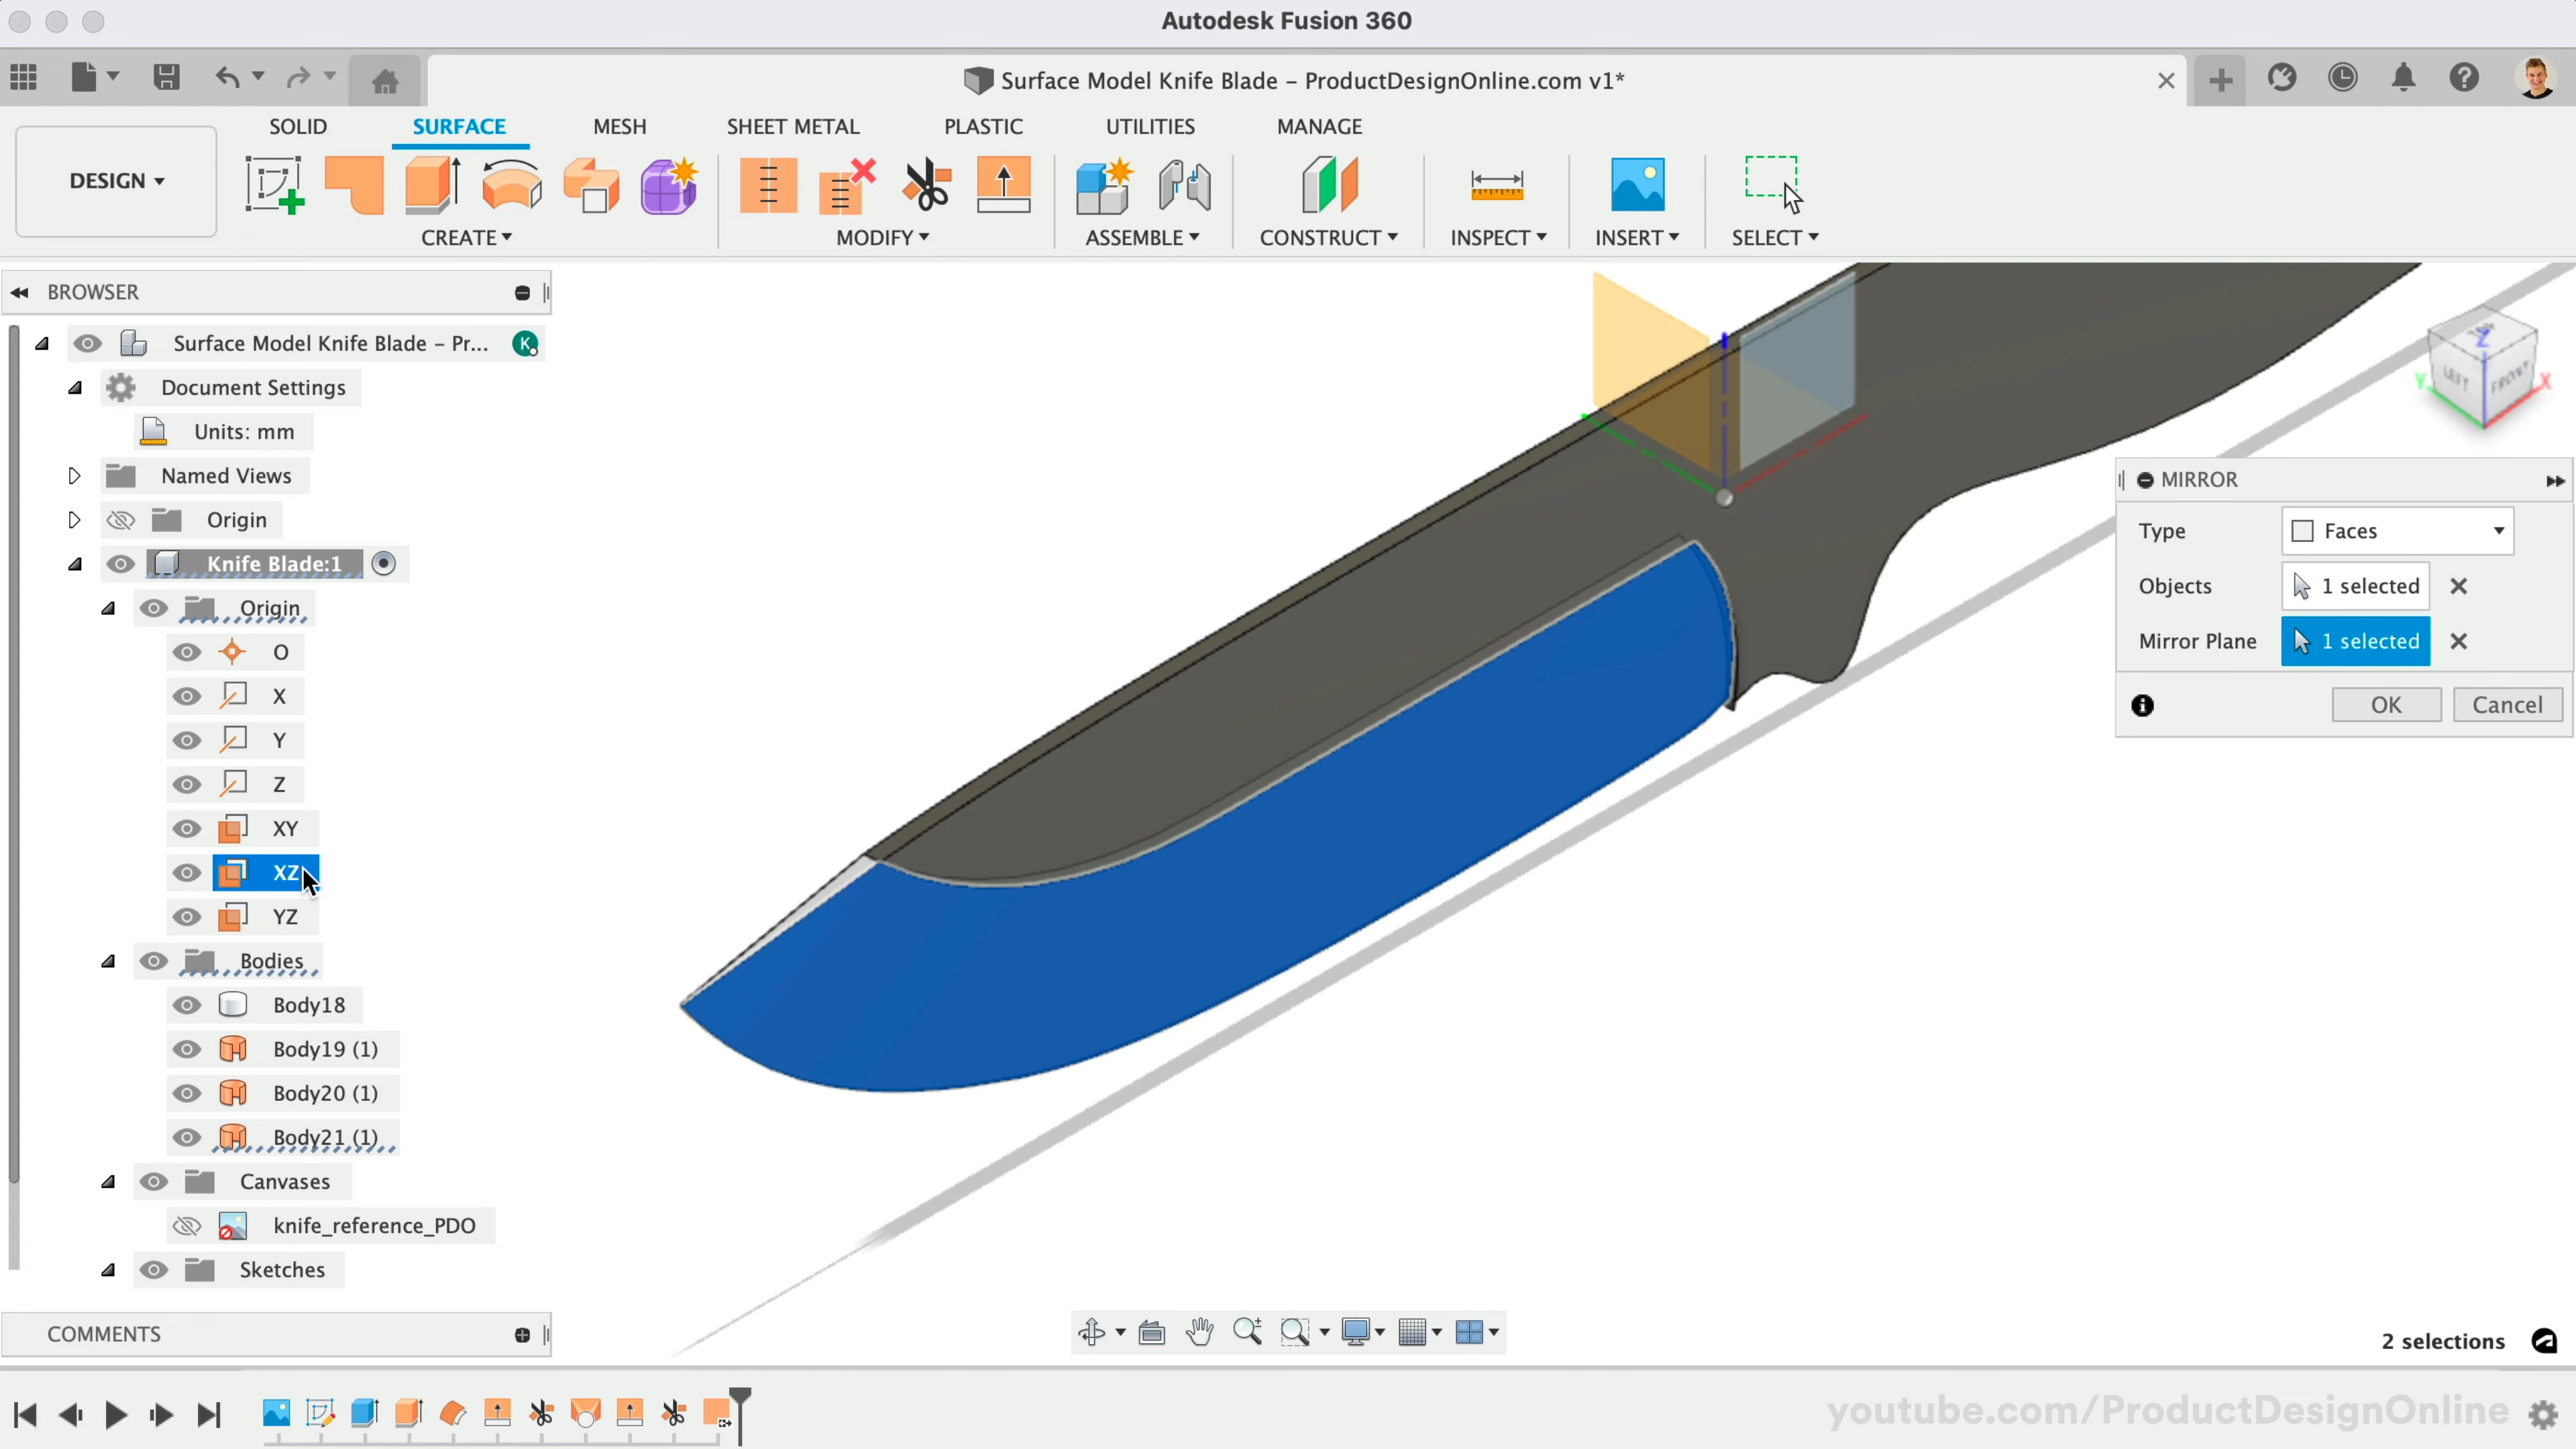 Autodesk Fusion 360
Surface Model Knife Blade – ProductDesignOnline.com v1*
SOLID SURFACE MESH SHEET METAL PLASTIC UTILITIES MANAGE
DESIGN
CREATE MODIFY ASSEMBLE CONSTRUCT INSPECT INSERT SELECT
BROWSER
Surface Model Knife Blade – Pr... K
Document Settings
Units: mm
Named Views
Origin
Knife Blade:1
Origin
O
X
Y
Z
XY
XZ
YZ
Bodies
Body18
Body19 (1)
Body20 (1)
Body21 (1)
Canvases
knife_reference_PDO
Sketches
Z
LEFT FRONT
Y X
MIRROR
Type Faces
Objects 1 selected
Mirror Plane 1 selected
OK Cancel
COMMENTS
2 selections
youtube.com/ProductDesignOnline